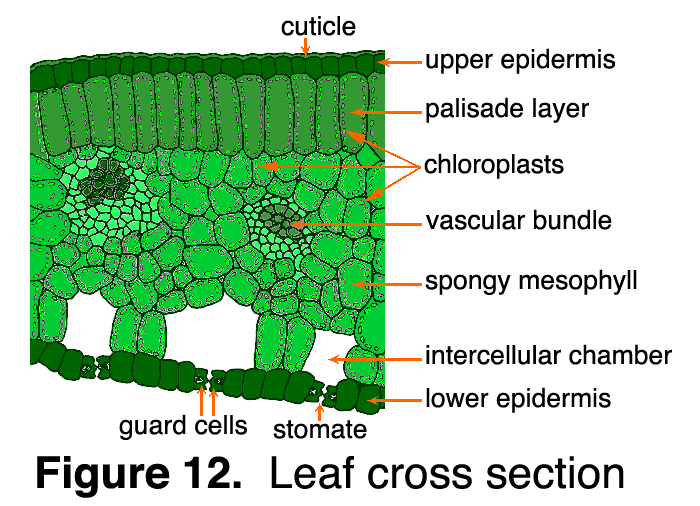 cuticle
upper epidermis
palisade layer
chloroplasts
vascular bundle
spongy mesophyll
intercellular chamber
lower epidermis
guard cells
stomate
Figure 12. Leaf cross section